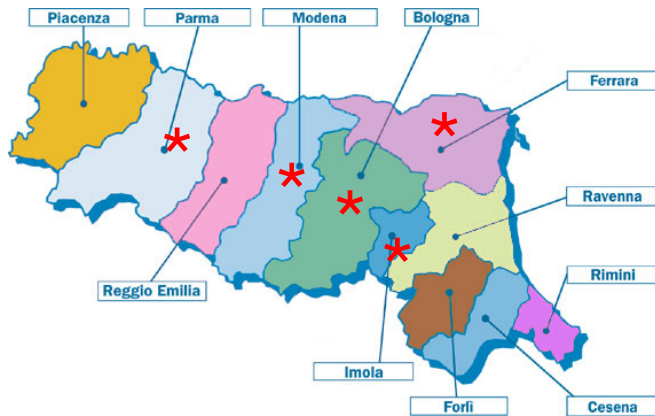 Piacenza
Parma
Modena
Bologna
Ferrara
Ravenna
Reggio Emilia
Rimini
Imola
Forlì
Cesena